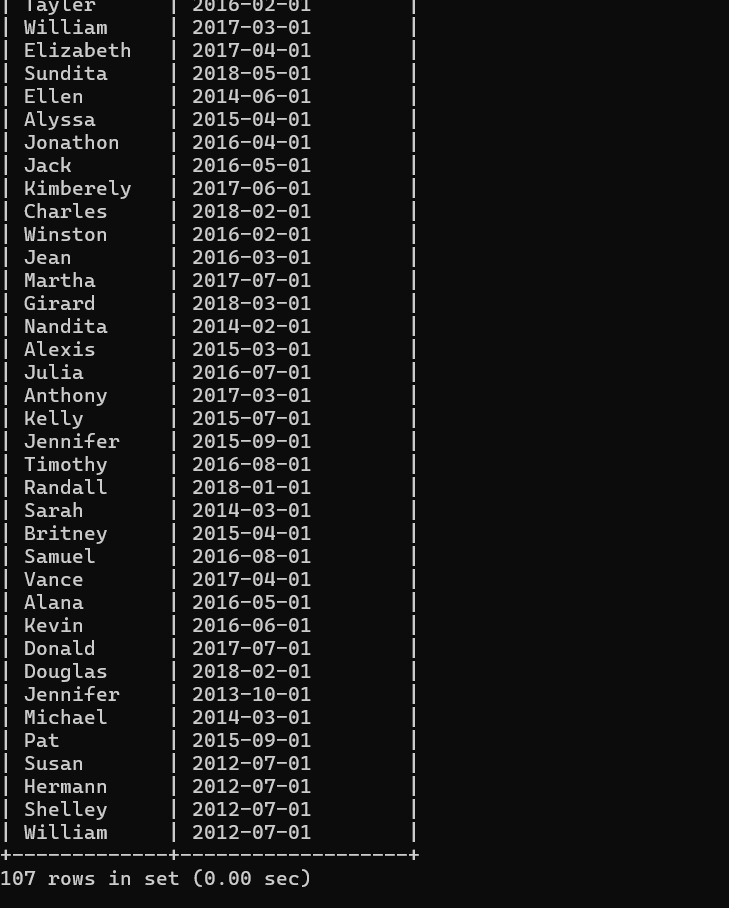 | Tayler      | 2016-02-01        |
| William     | 2017-03-01        |
| Elizabeth   | 2017-04-01        |
| Sundita     | 2018-05-01        |
| Ellen       | 2014-06-01        |
| Alyssa      | 2015-04-01        |
| Jonathon    | 2016-04-01        |
| Jack        | 2016-05-01        |
| Kimberely   | 2017-06-01        |
| Charles     | 2018-02-01        |
| Winston     | 2016-02-01        |
| Jean        | 2016-03-01        |
| Martha      | 2017-07-01        |
| Girard      | 2018-03-01        |
| Nandita     | 2014-02-01        |
| Alexis      | 2015-03-01        |
| Julia       | 2016-07-01        |
| Anthony     | 2017-03-01        |
| Kelly       | 2015-07-01        |
| Jennifer    | 2015-09-01        |
| Timothy     | 2016-08-01        |
| Randall     | 2018-01-01        |
| Sarah       | 2014-03-01        |
| Britney     | 2015-04-01        |
| Samuel      | 2016-08-01        |
| Vance       | 2017-04-01        |
| Alana       | 2016-05-01        |
| Kevin       | 2016-06-01        |
| Donald      | 2017-07-01        |
| Douglas     | 2018-02-01        |
| Jennifer    | 2013-10-01        |
| Michael     | 2014-03-01        |
| Pat         | 2015-09-01        |
| Susan       | 2012-07-01        |
| Hermann     | 2012-07-01        |
| Shelley     | 2012-07-01        |
| William     | 2012-07-01        |
+-------------+-------------------+
107 rows in set (0.00 sec)